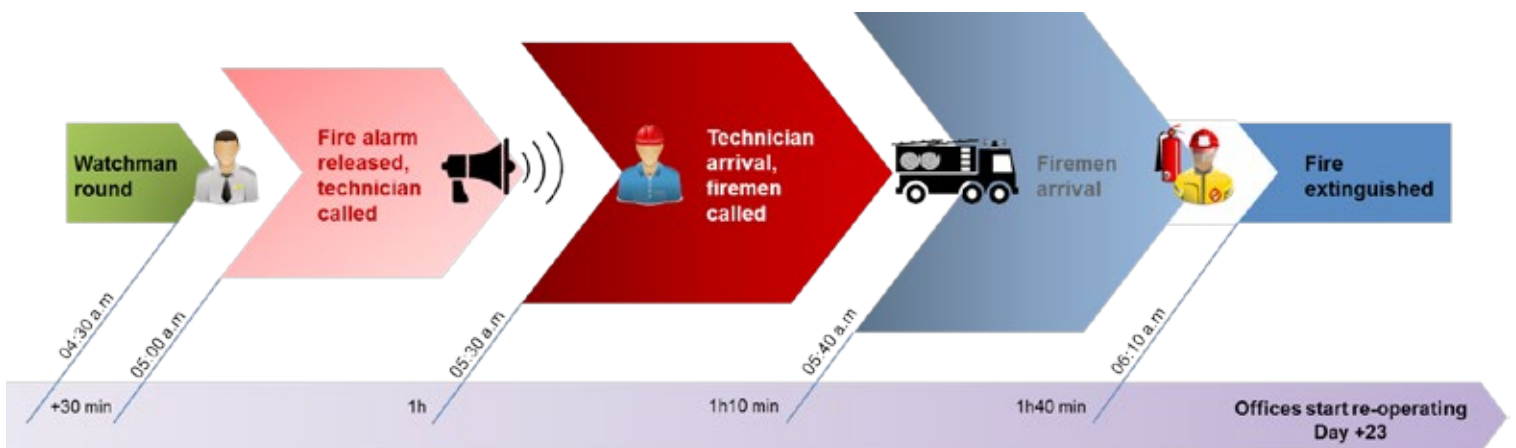 Watchman
round
Fire alarm
released,
technician
called
Technician
arrival,
firemen
called
Firemen
arrival
Fire
extinguished
04:30 a.m
05:00 a.m
05:30 a.m
05:40 a.m
06:10 a.m
+30 min
1h
1h10 min
1h40 min
Offices start re-operating
Day +23